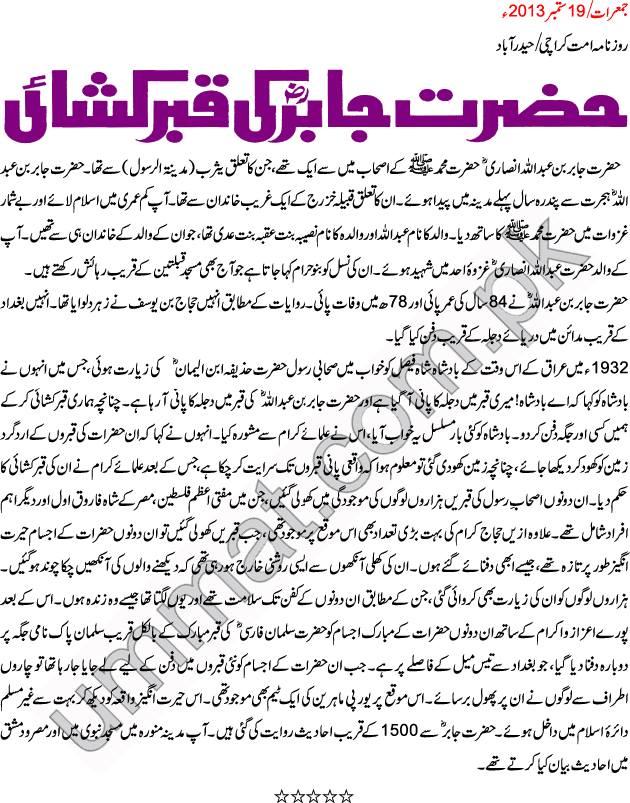 جمعرات/ 19 ستمبر 2013ء
روزنامہ امت کراچی/حیدرآباد
حضرت جابرؓ کی قبر کشائی
حضرت جابر بن عبداللہ انصاریؓ حضرت محمد ﷺ کے اصحاب میں سے ایک تھے، جن کا تعلق یثرب (مدینۃ الرسول) سے تھا۔ حضرت جابر بن عبد
اللہؓ ہجرت سے پندرہ سال پہلے مدینہ میں پیدا ہوئے۔ ان کا تعلق قبیلہ خزرج کے ایک غریب خاندان سے تھا۔ آپ کم عمری میں اسلام لائے اور بے شمار
غزوات میں حضرت محمد ﷺ کا ساتھ دیا۔ والد کا نام عبداللہ اور والدہ کا نام نصیبہ بنت عقبہ بنت عدی تھا، جو ان کے والد کے خاندان ہی سے تھیں۔ آپ
کے والد حضرت عبداللہ انصاریؓ غزوۂ احد میں شہید ہوئے۔ ان کی نسل کو بنو حرام کہا جاتا ہے جو آج بھی مسجد قبلتین کے قریب رہائش رکھتے ہیں۔
حضرت جابر بن عبداللہؓ نے 84 سال کی عمر پائی اور 78ھ میں وفات پائی۔ روایات کے مطابق انہیں حجاج بن یوسف نے زہر دلوایا تھا۔ انہیں بغداد
کے قریب مدائن میں دریائے دجلہ کے قریب دفن کیا گیا۔
1932ء میں عراق کے اس وقت کے بادشاہ شاہ فیصل کو خواب میں صحابی رسول حضرت حذیفہ ابن الیمانؓ کی زیارت ہوئی، جس میں انہوں نے
بادشاہ کو کہا کہ اے بادشاہ! میری قبر میں دجلہ کا پانی آ گیا ہے اور حضرت جابر بن عبداللہؓ کی قبر میں دجلہ کا پانی آ رہا ہے۔ چنانچہ ہماری قبر کشائی کر کے
ہمیں کسی اور جگہ دفن کر دو۔ بادشاہ کو کئی بار مسلسل یہ خواب آیا، اس نے علمائے کرام سے مشورہ کیا۔ انہوں نے کہا کہ ان حضرات کی قبروں کے اردگرد
زمین کو کھود کر دیکھا جائے، چنانچہ زمین کھودی گئی تو معلوم ہوا کہ واقعی پانی قبروں تک سرایت کر چکا ہے، جس کے بعد علمائے کرام نے ان کی قبر کشائی کا
حکم دیا۔ ان دونوں اصحاب رسول کی قبریں ہزاروں لوگوں کی موجودگی میں کھولی گئیں، جن میں مفتی اعظم فلسطین، مصر کے شاہ فاروق اول اور دیگر اہم
افراد شامل تھے۔ علاوہ ازیں حجاج کرام کی بہت بڑی تعداد بھی اس موقع پر موجود تھی، جب قبریں کھولی گئیں تو ان دونوں حضرات کے اجسام حیرت
انگیز طور پر تازہ تھے، جیسے ابھی دفنائے گئے ہوں۔ ان کی کھلی آنکھوں سے ایسی روشنی خارج ہو رہی تھی کہ دیکھنے والوں کی آنکھیں چکا چوند ہو گئیں۔
ہزاروں لوگوں کو ان کی زیارت بھی کروائی گئی، جن کے مطابق ان دونوں کے کفن تک سلامت تھے اور یوں لگتا تھا جیسے وہ زندہ ہوں۔ اس کے بعد
پورے اعزاز و اکرام کے ساتھ ان دونوں حضرات کے مبارک اجسام کو حضرت سلمان فارسیؓ کی قبر مبارک کے بالکل قریب سلمان پاک نامی جگہ پر
دوبارہ دفنا دیا گیا، جو بغداد سے تیس میل کے فاصلے پر ہے۔ جب ان حضرات کے اجسام کو نئی قبروں میں دفن کے لیے لے جایا جا رہا تھا تو چاروں
اطراف سے لوگوں نے ان پر پھول برسائے۔ اس موقع پر یورپی ماہرین کی ایک ٹیم بھی موجود تھی۔ اس حیرت انگیز واقعہ کو دیکھ کر بہت سے غیر مسلم
دائرۂ اسلام میں داخل ہوئے۔ حضرت جابرؓ سے 1500 کے قریب احادیث روایت کی گئی ہیں۔ آپ مدینہ منورہ میں مسجد نبوی میں اور مصر و دمشق
میں احادیث بیان کیا کرتے تھے۔
☆☆☆☆☆
ummat.com.pk